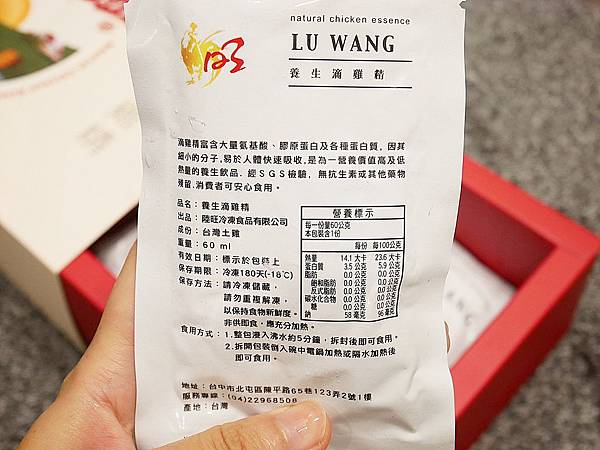 natural chicken essence
旺
LU WANG
養生滴雞精
滴雞精富含大量氨基酸、膠原蛋白及各種蛋白質，因其
細小的分子，易於人體快速吸收，是為一營養價值高及低
熱量的養生飲品．經SGS檢驗，無抗生素或其他藥物
殘留．消費者可安心食用。
品名：養生滴雞精
出品：陸旺冷凍食品有限公司
成份：台灣土雞
重量：60 ml
有效日期：標示於包裝上
保存期限：冷凍180天(-18°C)
保存方法：請冷凍儲藏，
請勿重複解凍，
以保持食物新鮮度。
非供即食，應充分加熱。
營養標示
每一份量60公克
本包裝含1份
每份 每100公克
熱量 14.1 大卡 23.6 大卡
蛋白質 3.5 公克 5.9 公克
脂肪 0.0 公克 0.0 公克
飽和脂肪 0.0 公克 0.0 公克
反式脂肪 0.0 公克 0.0 公克
碳水化合物 0.0 公克 0.0 公克
糖 0.0 公克 0.0 公克
鈉 58 毫克 96 毫克
食用方式：1.整包浸入沸水約5分鐘，拆封後即可食用。
2.拆開包裝倒入碗中電鍋加熱或隔水加熱後
即可食用。
地址：台中市北屯區陳平路65巷123弄2號1樓
服務專線：(04)22968508
產地：台灣